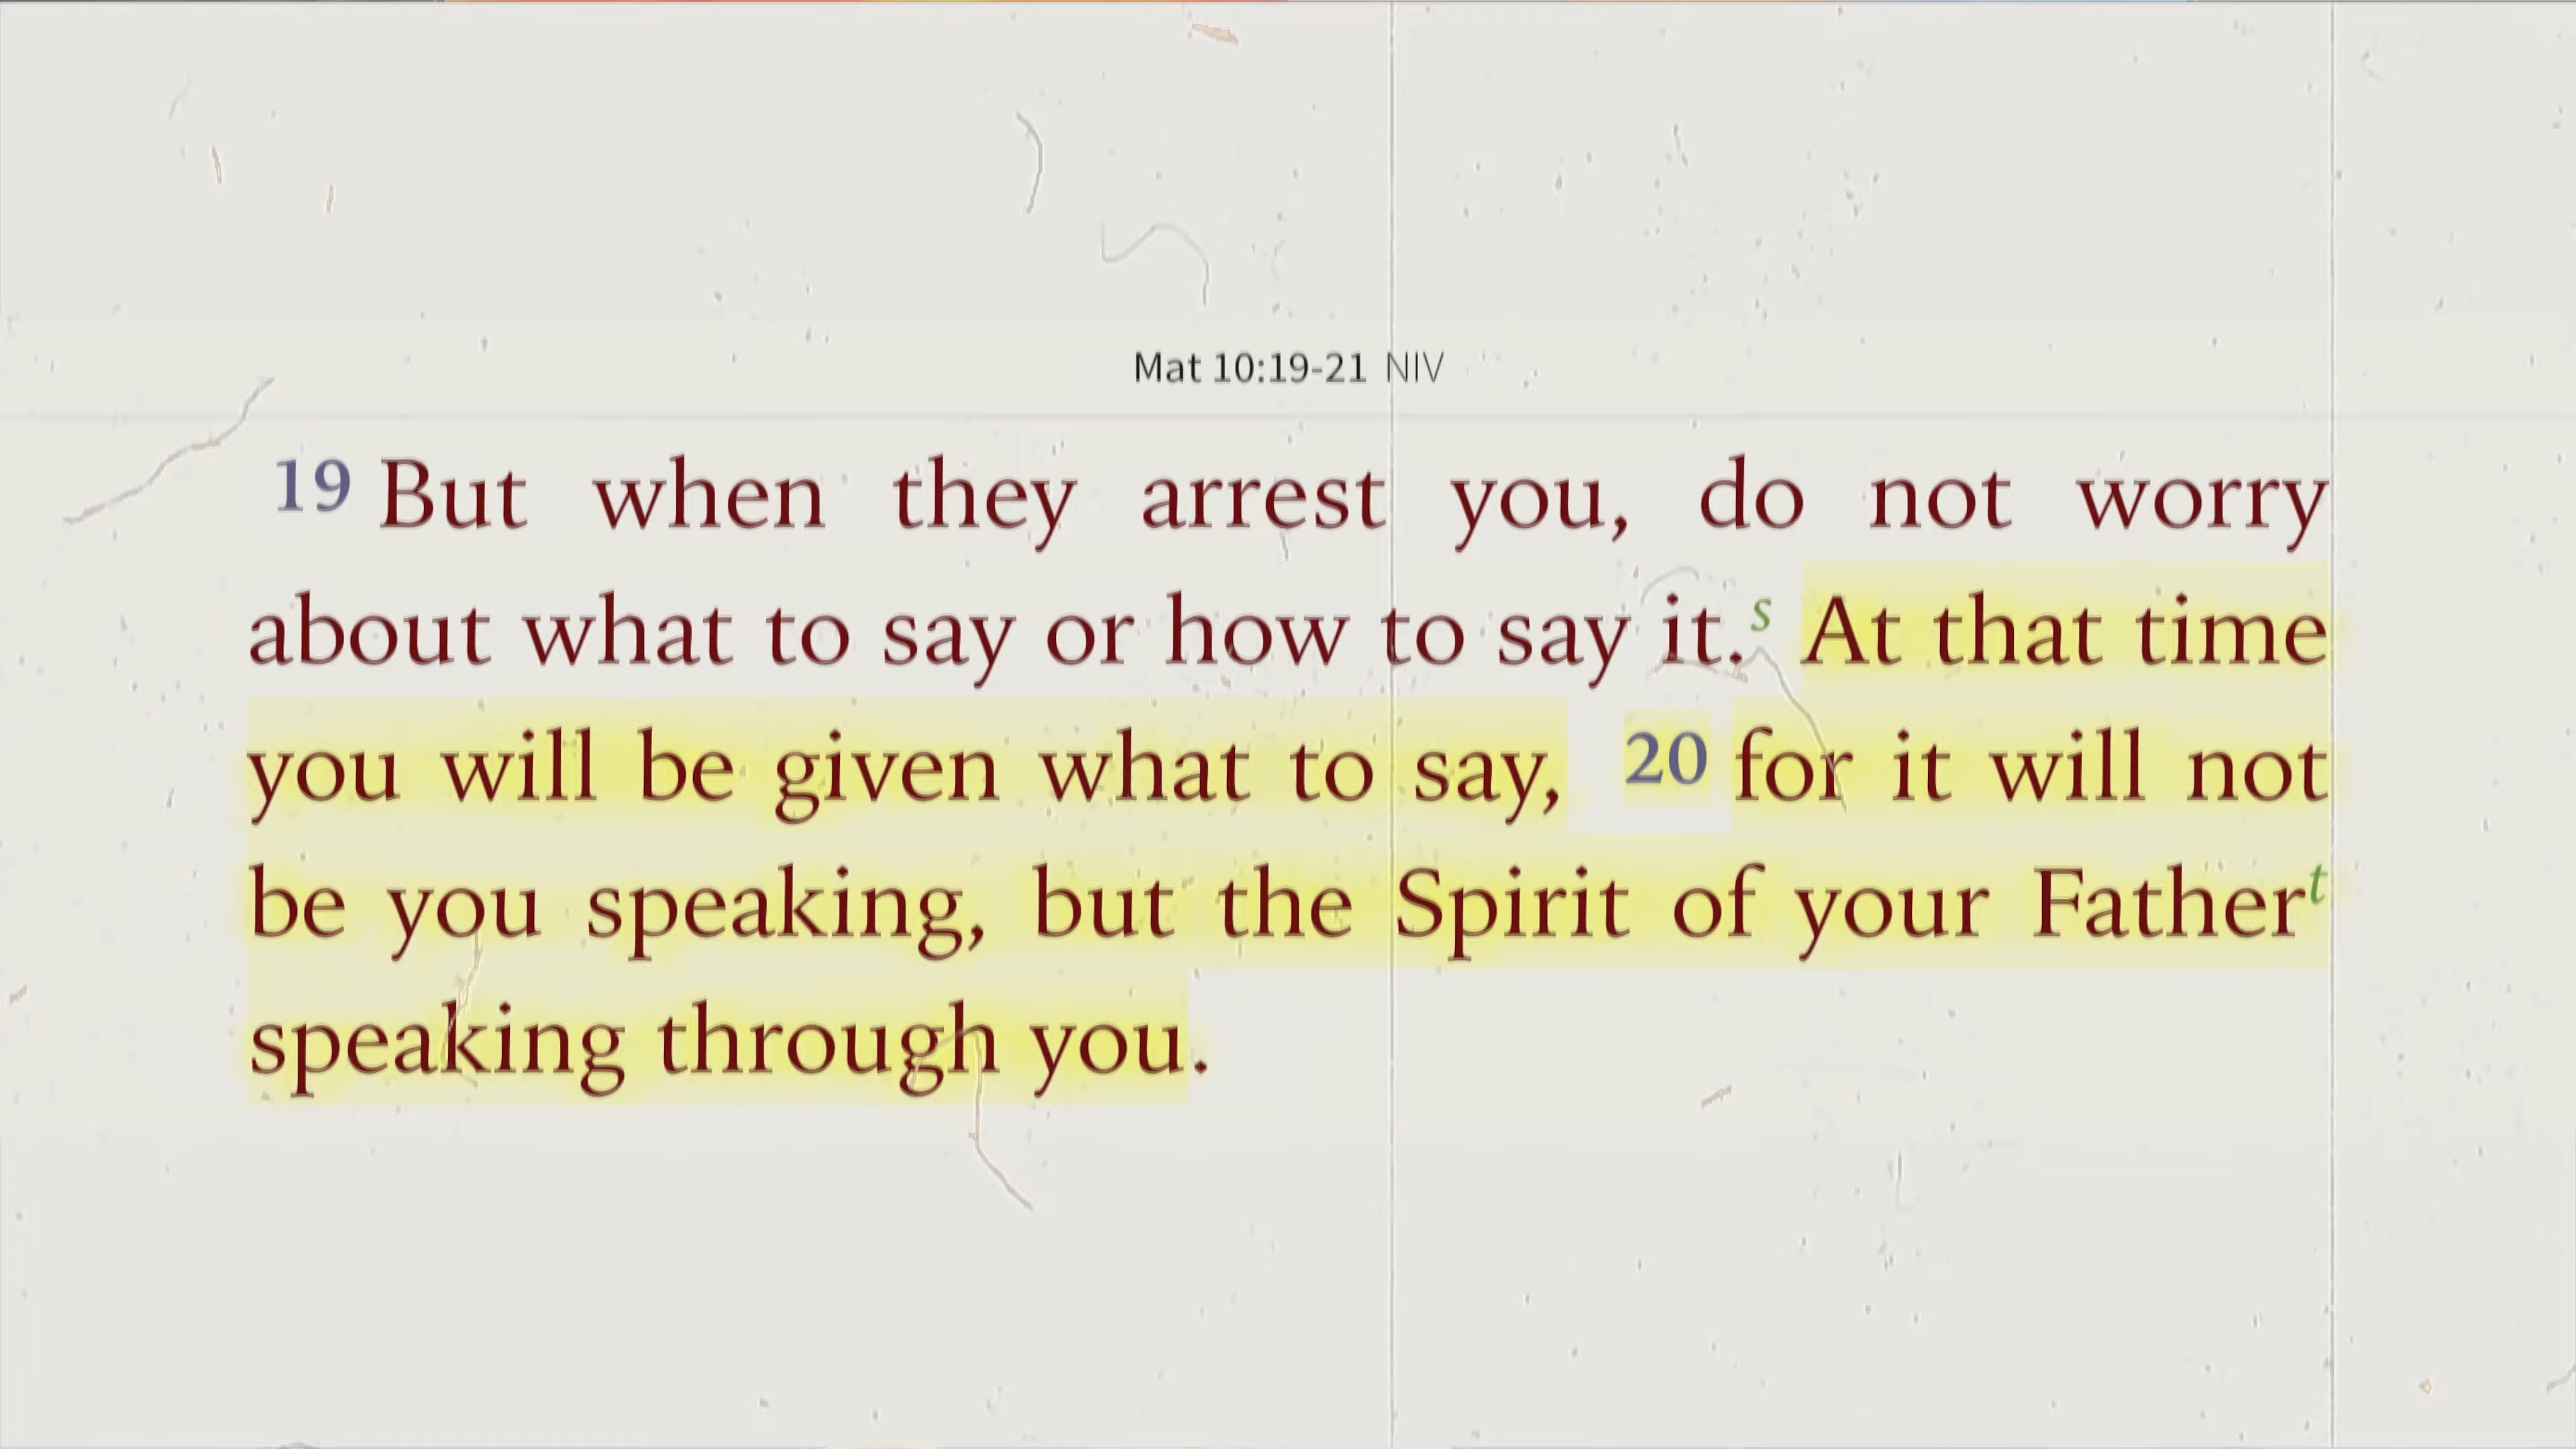 Mat 10:19-21 NIV
19 But when they arrest you, do not worry
about what to say or how to say it.s At that time
you will be given what to say, 20 for it will not
be you speaking, but the Spirit of your Fathert
speaking through you.